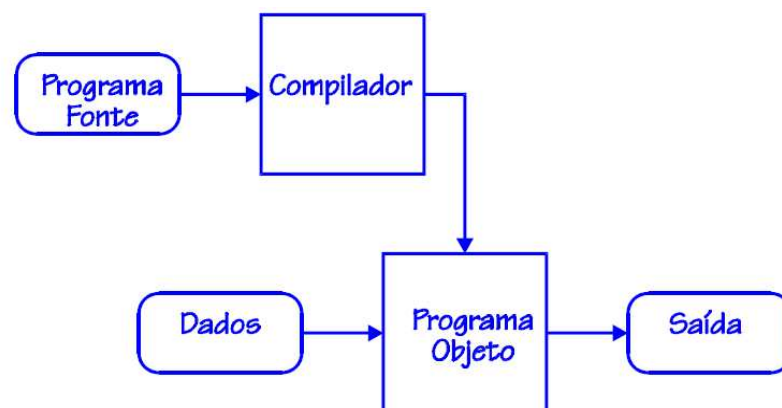 Programa
Fonte
Compilador
Dados
Programa
Objeto
Saída